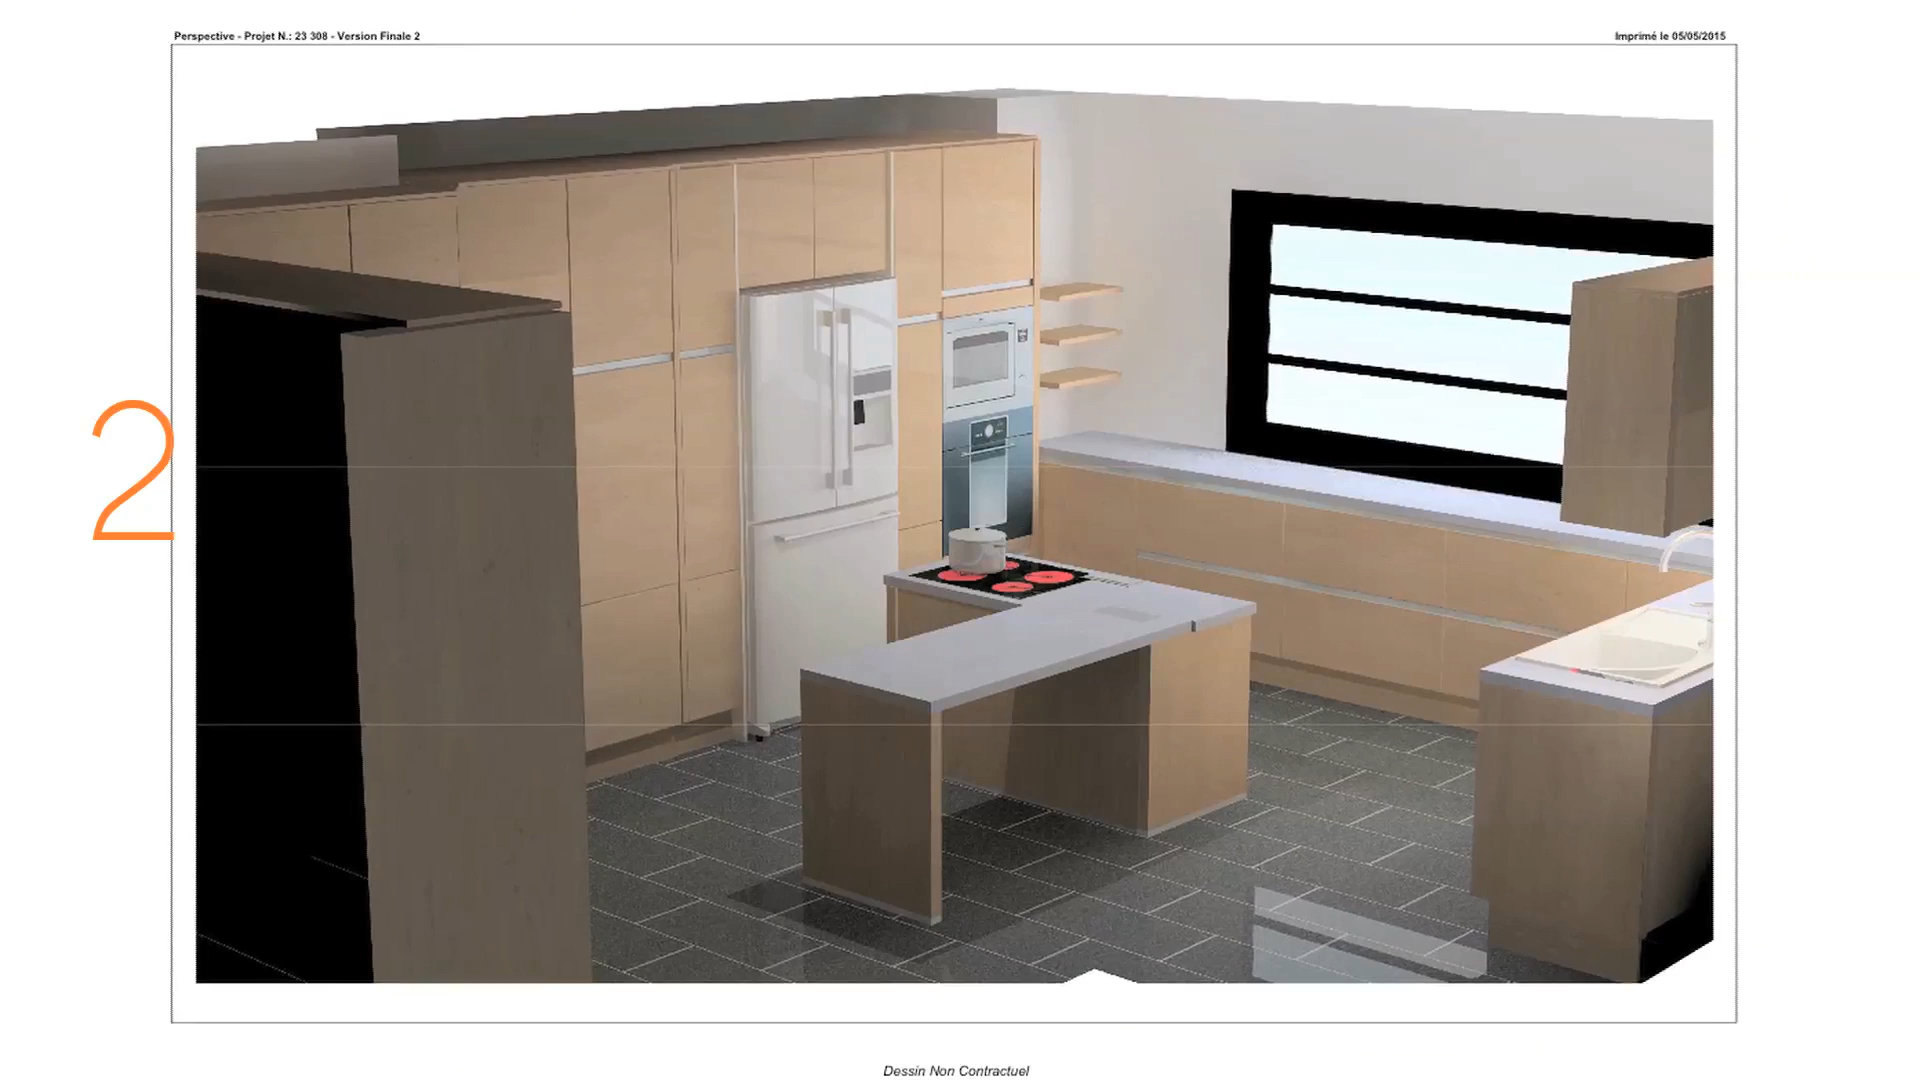 Perspective - Projet N.: 23 308 - Version Finale 2
Imprimé le 05/05/2015
2
Dessin Non Contractuel